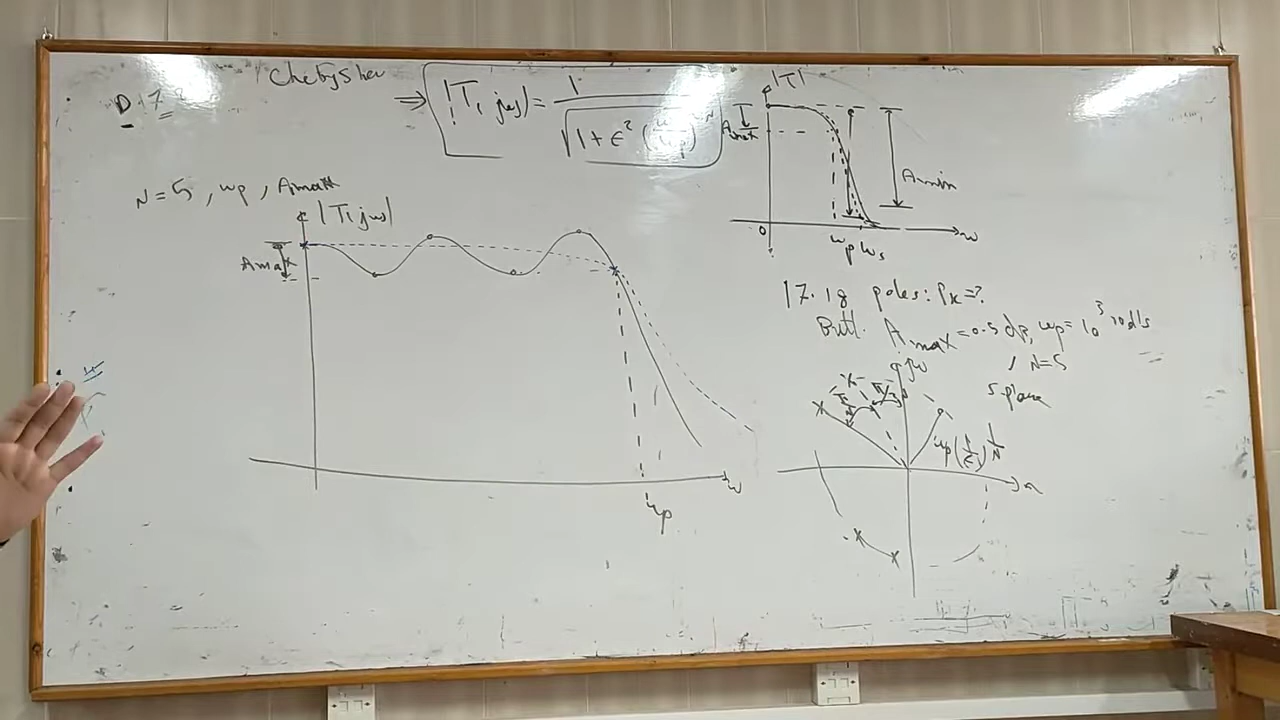 D 17.
Chebyshev
⇒ |T(jω)| = 1 / √(1 + ϵ² (ω/ωp)^2N
|T|
Amax
Amin
0
ωp ωs
ω
N=5, ωp, Amax
|T(jω)|
Amax
ωp
ω
17.18 poles: Pk=?
Butt. Amax=0.5 dB, ωp=10³ rad/s
, N=5
jω
s plane
ωp(1/ϵ)^1/N